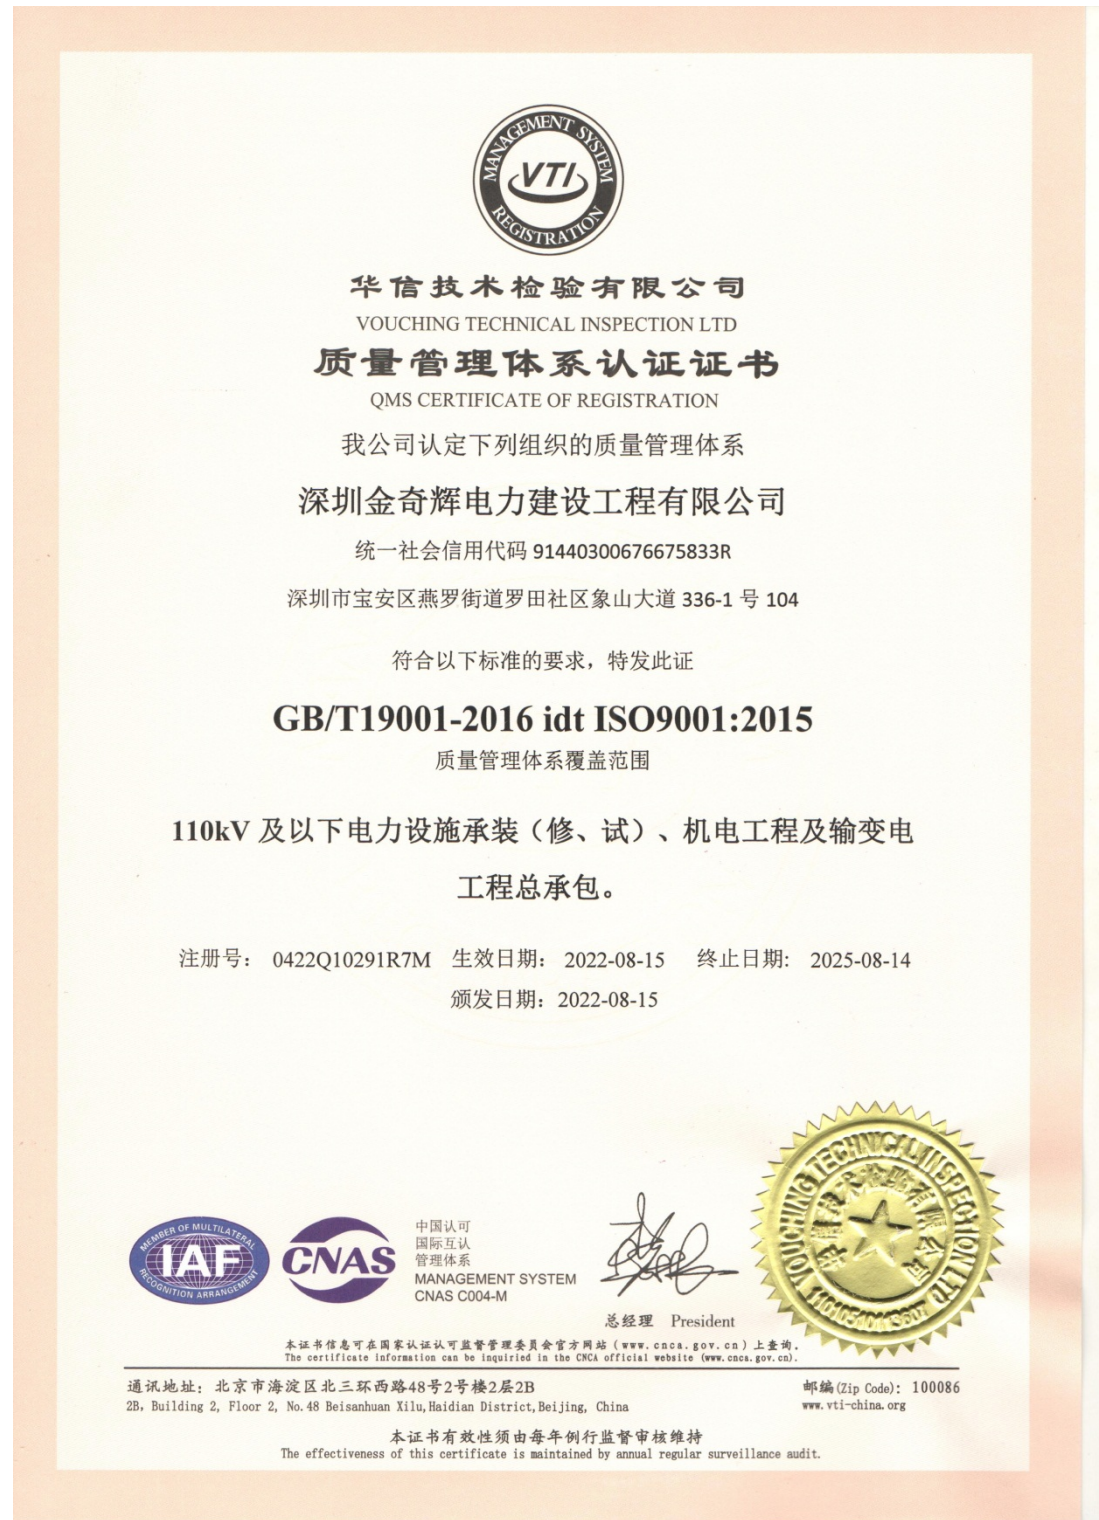 MANAGEMENT SYSTEM
VTI
REGISTRATION
华信技术检验有限公司
VOUCHING TECHNICAL INSPECTION LTD
质量管理体系认证证书
QMS CERTIFICATE OF REGISTRATION
我公司认定下列组织的质量管理体系
深圳金奇辉电力建设工程有限公司
统一社会信用代码 91440300676675833R
深圳市宝安区燕罗街道罗田社区象山大道 336-1 号 104
符合以下标准的要求，特发此证
GB/T19001-2016 idt ISO9001:2015
质量管理体系覆盖范围
110kV 及以下电力设施承装（修、试）、机电工程及输变电
工程总承包。
注册号： 0422Q10291R7M 生效日期： 2022-08-15 终止日期: 2025-08-14
颁发日期：2022-08-15
MEMBER OF MULTILATERAL
IAF
RECOGNITION ARRANGEMENT
CNAS
中国认可
国际互认
管理体系
MANAGEMENT SYSTEM
CNAS C004-M
总经理 President
VOUCHING TECHNICAL INSPECTION LTD
华信技术检验有限公司
本证书信息可在国家认证认可监督管理委员会官方网站（www.cnca.gov.cn）上查询。
The certificate information can be inquiried in the CNCA official website (www.cnca.gov.cn).
通讯地址：北京市海淀区北三环西路48号2号楼2层2B
邮编(Zip Code)：100086
2B, Building 2, Floor 2, No.48 Beisanhuan Xilu,Haidian District,Beijing, China
www.vti-china.org
本证书有效性须由每年例行监督审核维持
The effectiveness of this certificate is maintained by annual regular surveillance audit.